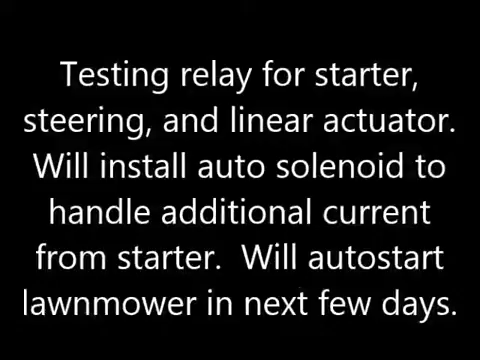 Testing relay for starter,
steering, and linear actuator.
Will install auto solenoid to
handle additional current
from starter.  Will autostart
lawnmower in next few days.